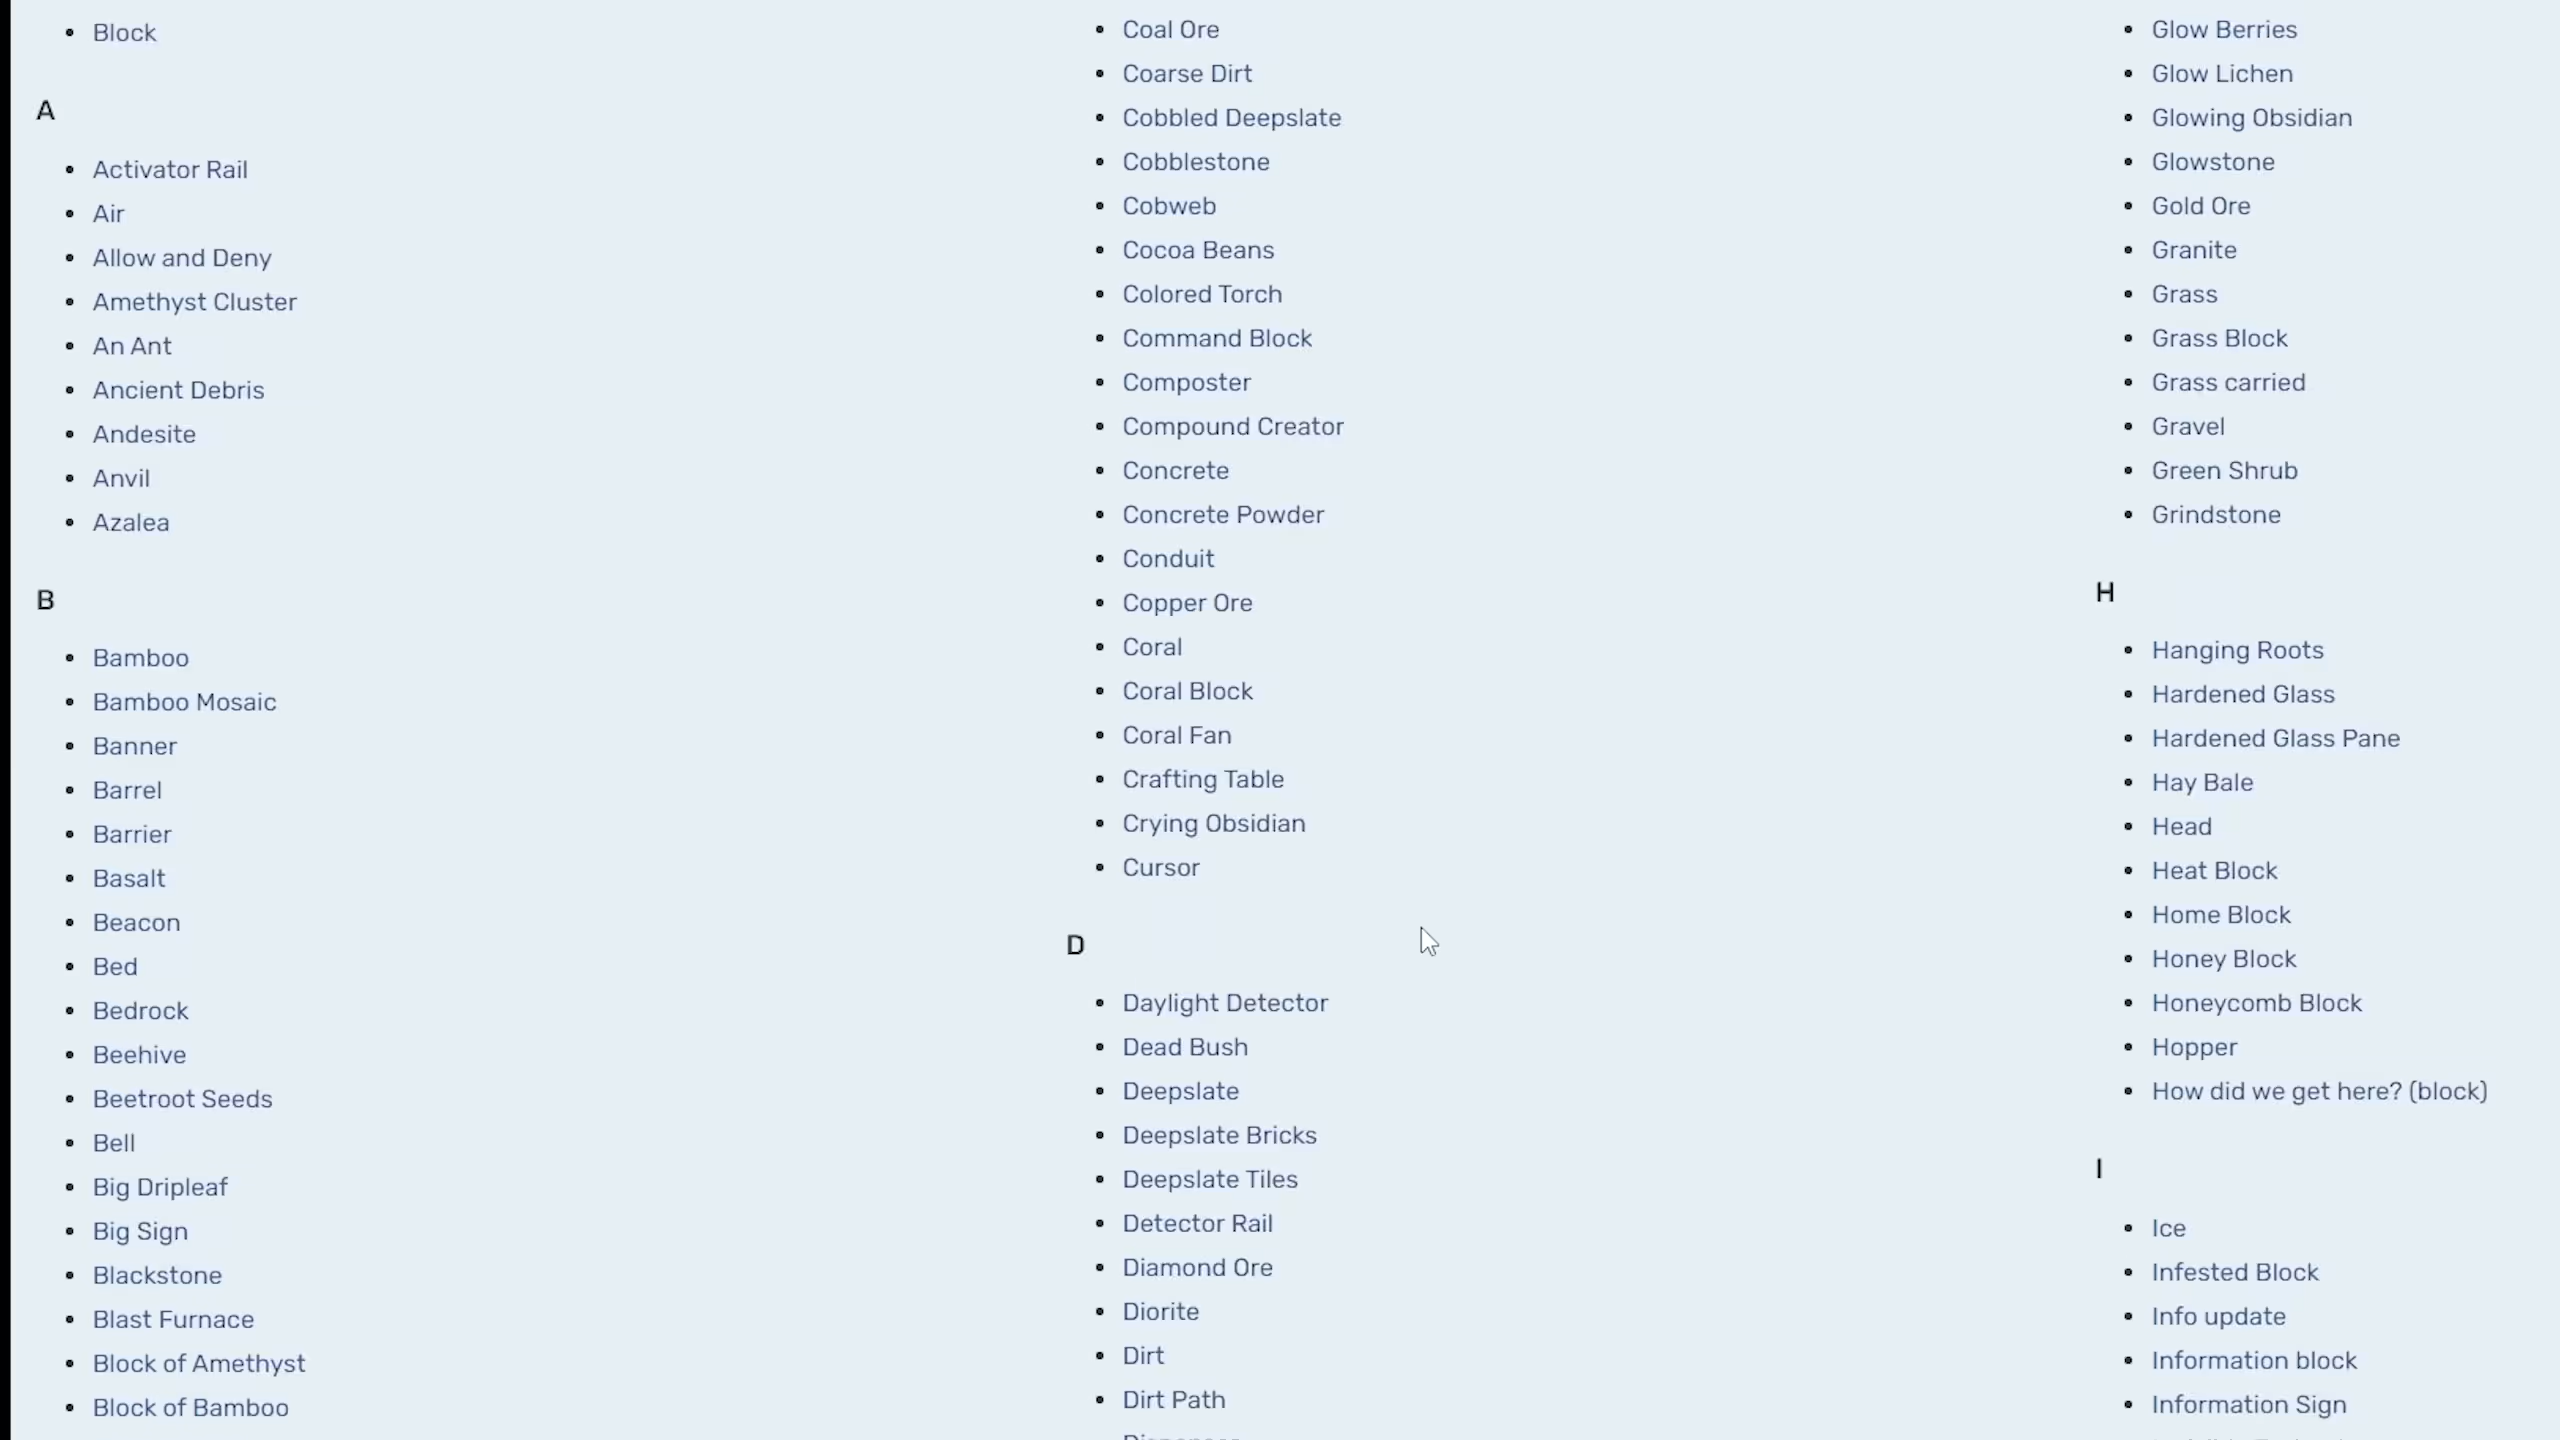 Block
A
Activator Rail
Air
Allow and Deny
Amethyst Cluster
An Ant
Ancient Debris
Andesite
Anvil
Azalea
B
Bamboo
Bamboo Mosaic
Banner
Barrel
Barrier
Basalt
Beacon
Bed
Bedrock
Beehive
Beetroot Seeds
Bell
Big Dripleaf
Big Sign
Blackstone
Blast Furnace
Block of Amethyst
Block of Bamboo
Coal Ore
Coarse Dirt
Cobbled Deepslate
Cobblestone
Cobweb
Cocoa Beans
Colored Torch
Command Block
Composter
Compound Creator
Concrete
Concrete Powder
Conduit
Copper Ore
Coral
Coral Block
Coral Fan
Crafting Table
Crying Obsidian
Cursor
D
Daylight Detector
Dead Bush
Deepslate
Deepslate Bricks
Deepslate Tiles
Detector Rail
Diamond Ore
Diorite
Dirt
Dirt Path
Glow Berries
Glow Lichen
Glowing Obsidian
Glowstone
Gold Ore
Granite
Grass
Grass Block
Grass carried
Gravel
Green Shrub
Grindstone
H
Hanging Roots
Hardened Glass
Hardened Glass Pane
Hay Bale
Head
Heat Block
Home Block
Honey Block
Honeycomb Block
Hopper
How did we get here? (block)
I
Ice
Infested Block
Info update
Information block
Information Sign